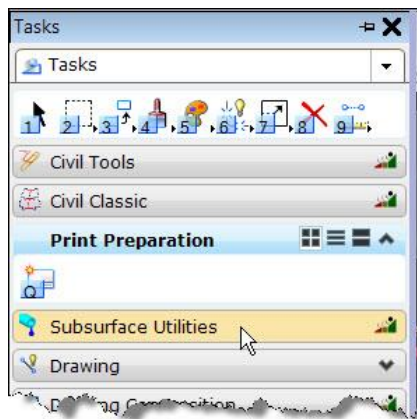 Tasks
Tasks
1 2 3 4 5 6 7 8 9
Civil Tools
Civil Classic
Print Preparation
Q
Subsurface Utilities
Drawing